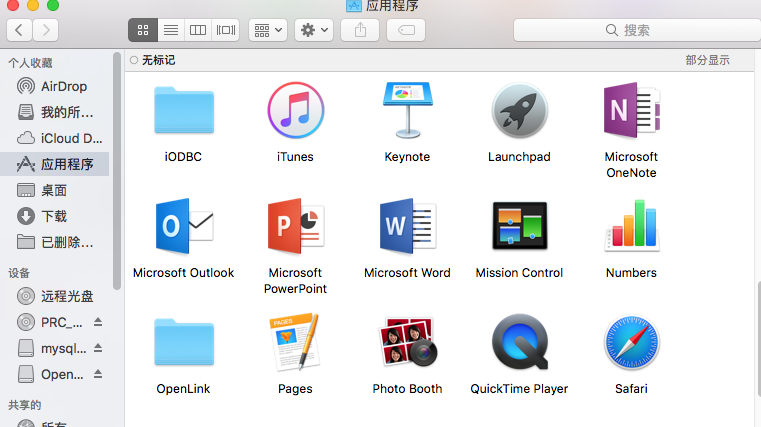 应用程序
搜索
个人收藏
AirDrop
我的所...
iCloud D...
应用程序
桌面
下载
已删除...
设备
远程光盘
PRC_...
mysql...
Open...
共享的
所有...
无标记
部分显示
iODBC
iTunes
Keynote
Launchpad
Microsoft
OneNote
Microsoft Outlook
Microsoft
PowerPoint
Microsoft Word
Mission Control
Numbers
OpenLink
PAGES
Pages
Photo Booth
QuickTime Player
Safari